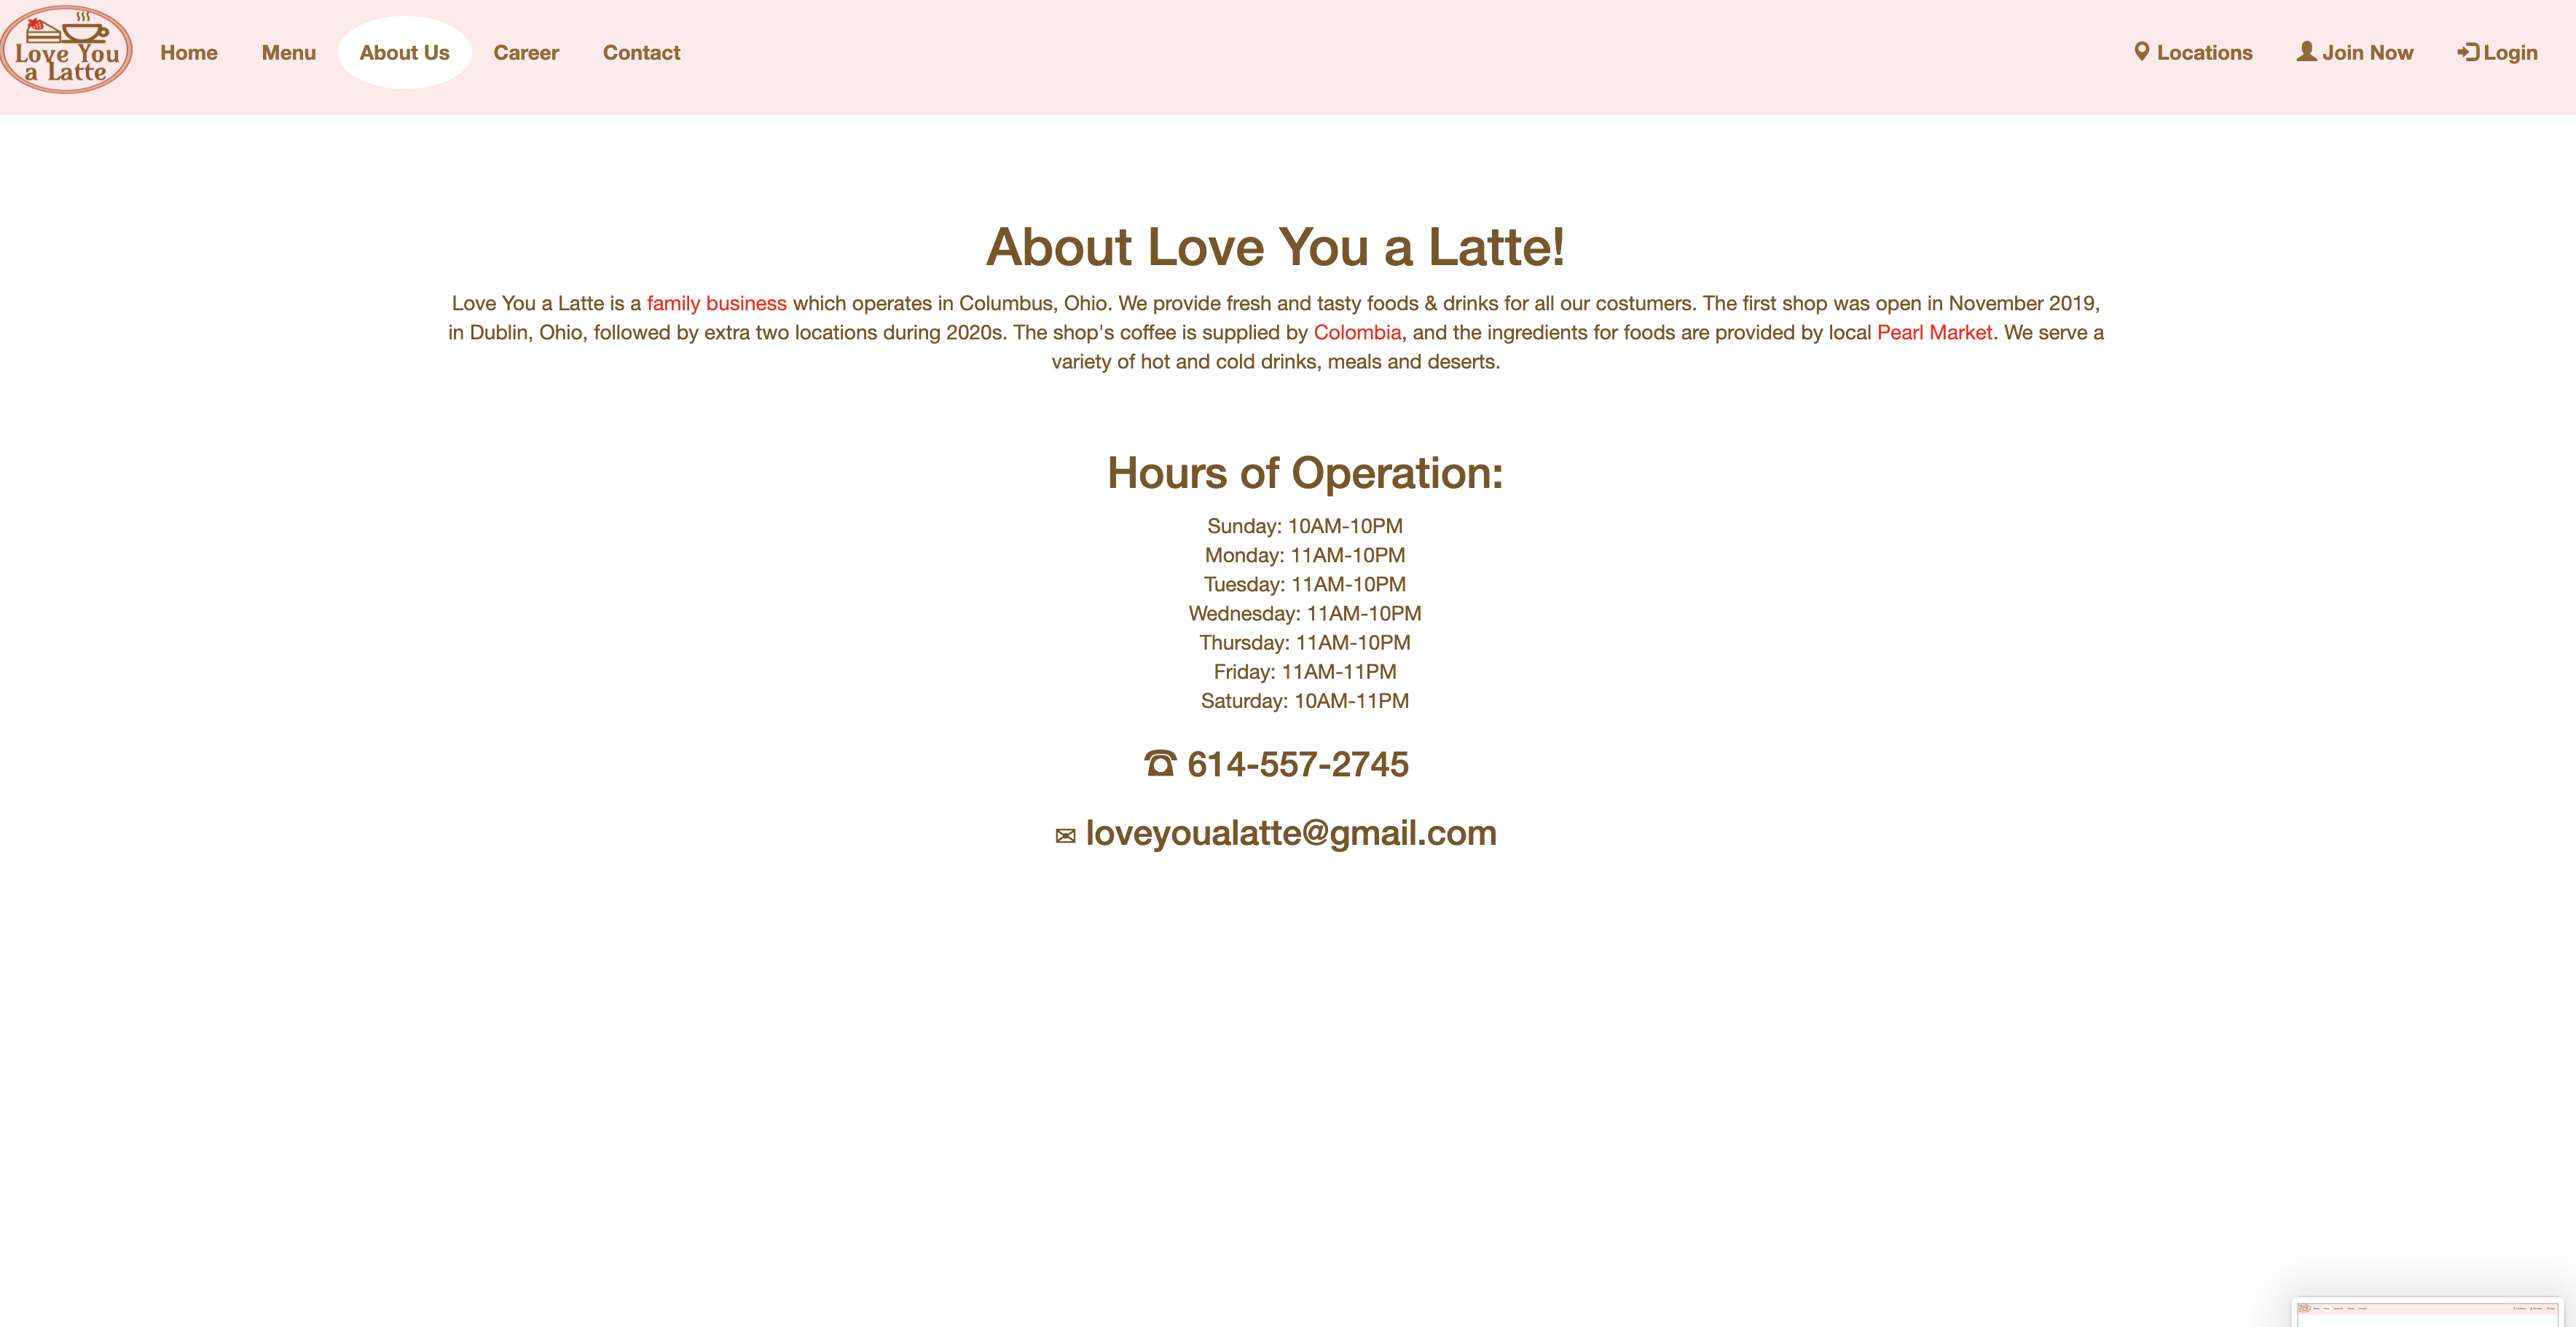 Love You
a Latte
Home Menu About Us Career Contact Locations Join Now Login
About Love You a Latte!
Love You a Latte is a family business which operates in Columbus, Ohio. We provide fresh and tasty foods & drinks for all our costumers. The first shop was open in November 2019,
in Dublin, Ohio, followed by extra two locations during 2020s. The shop's coffee is supplied by Colombia, and the ingredients for foods are provided by local Pearl Market. We serve a
variety of hot and cold drinks, meals and deserts.
Hours of Operation:
Sunday: 10AM-10PM
Monday: 11AM-10PM
Tuesday: 11AM-10PM
Wednesday: 11AM-10PM
Thursday: 11AM-10PM
Friday: 11AM-11PM
Saturday: 10AM-11PM
☎ 614-557-2745
✉ loveyoualatte@gmail.com